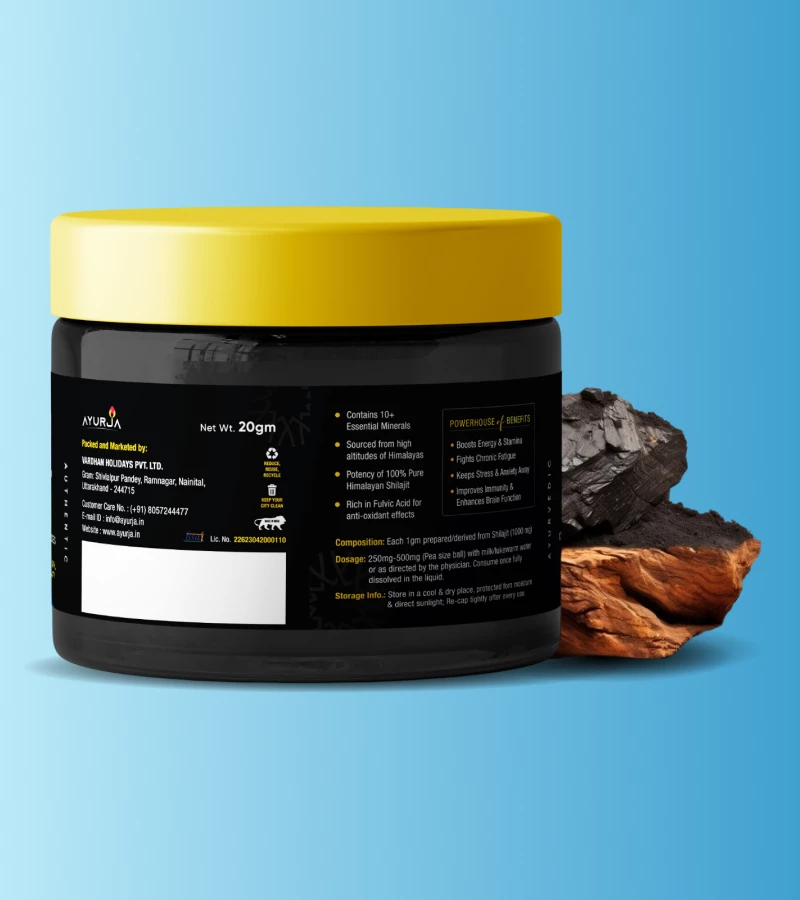 AYURJA
Packed and Marketed by:
VARDHAN HOLIDAYS PVT. LTD.
Gram: Shivlalpur Pandey, Ramnagar, Nainital,
Uttarakhand - 244715
Customer Care No. : (+91) 8057244477
E-mail ID : info@ayurja.in
Website : www.ayurja.in
Net Wt. 20gm
REDUCE,
REUSE,
RECYCLE
KEEP YOUR
CITY CLEAN
Lic. No. 22623042000110
AUTHENTIC
Contains 10+
Essential Minerals
Sourced from high
altitudes of Himalayas
Potency of 100% Pure
Himalayan Shilajit
Rich in Fulvic Acid for
anti-oxidant effects
POWERHOUSE of BENEFITS
Boosts Energy & Stamina
Fights Chronic Fatigue
Keeps Stress & Anxiety Away
Improves Immunity &
Enhances Brain Function
Composition: Each 1gm prepared/derived from Shilajit (1000 mg)
Dosage: 250mg-500mg (Pea size ball) with milk/lukewarm water
or as directed by the physician. Consume once fully
dissolved in the liquid.
Storage Info.: Store in a cool & dry place, protected from moisture
& direct sunlight; Re-cap tightly after every use.